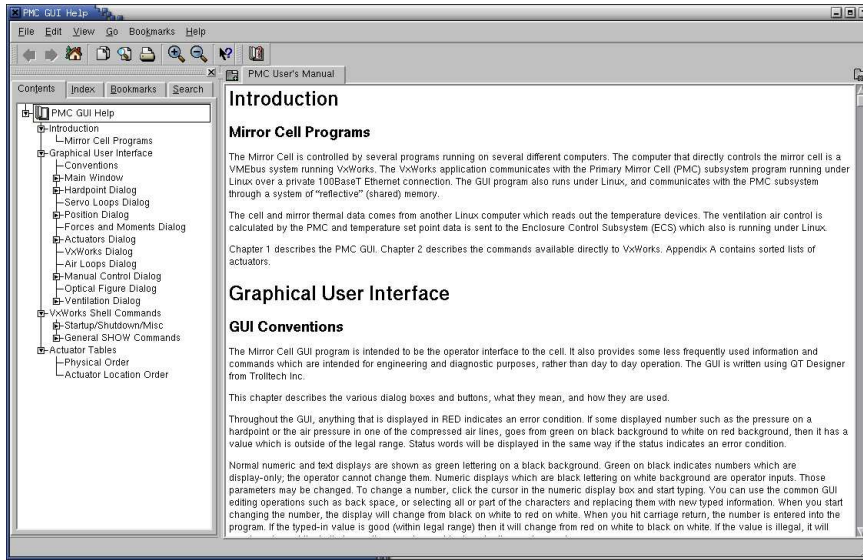 PMC GUI Help
File Edit View Go Bookmarks Help
PMC User's Manual
Contents Index Bookmarks Search
PMC GUI Help
Introduction
Mirror Cell Programs
Graphical User Interface
Conventions
Main Window
Hardpoint Dialog
Servo Loops Dialog
Position Dialog
Forces and Moments Dialog
Actuators Dialog
VxWorks Dialog
Air Loops Dialog
Manual Control Dialog
Optical Figure Dialog
Ventilation Dialog
VxWorks Shell Commands
Startup/Shutdown/Misc
General SHOW Commands
Actuator Tables
Physical Order
Actuator Location Order
Introduction
Mirror Cell Programs
The Mirror Cell is controlled by several programs running on several different computers. The computer that directly controls the mirror cell is a
VMEbus system running VxWorks. The VxWorks application communicates with the Primary Mirror Cell (PMC) subsystem program running under
Linux over a private 100BaseT Ethernet connection. The GUI program also runs under Linux, and communicates with the PMC subsystem
through a system of “reflective” (shared) memory.
The cell and mirror thermal data comes from another Linux computer which reads out the temperature devices. The ventilation air control is
calculated by the PMC and temperature set point data is sent to the Enclosure Control Subsystem (ECS) which also is running under Linux.
Chapter 1 describes the PMC GUI. Chapter 2 describes the commands available directly to VxWorks. Appendix A contains sorted lists of
actuators.
Graphical User Interface
GUI Conventions
The Mirror Cell GUI program is intended to be the operator interface to the cell. It also provides some less frequently used information and
commands which are intended for engineering and diagnostic purposes, rather than day to day operation. The GUI is written using QT Designer
from Trolltech Inc.
This chapter describes the various dialog boxes and buttons, what they mean, and how they are used.
Throughout the GUI, anything that is displayed in RED indicates an error condition. If some displayed number such as the pressure on a
hardpoint or the air pressure in one of the compressed air lines, goes from green on black background to white on red background, then it has a
value which is outside of the legal range. Status words will be displayed in the same way if the status indicates an error condition.
Normal numeric and text displays are shown as green lettering on a black background. Green on black indicates numbers which are
display-only; the operator cannot change them. Numeric displays which are black lettering on white background are operator inputs. Those
parameters may be changed. To change a number, click the cursor in the numeric display box and start typing. You can use the common GUI
editing operations such as back space, or selecting all or part of the characters and replacing them with new typed information. When you start
changing the number, the display will change from black on white to red on white. When you hit carriage return, the number is entered into the
program. If the typed-in value is good (within legal range) then it will change from red on white to black on white. If the value is illegal, it will